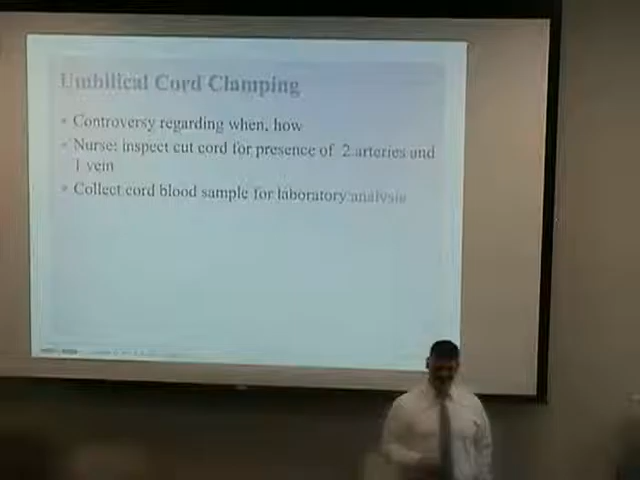 Umbilical Cord Clamping
• Controversy regarding when, how
• Nurse: inspect cut cord for presence of 2 arteries and
1 vein
• Collect cord blood sample for laboratory analysis